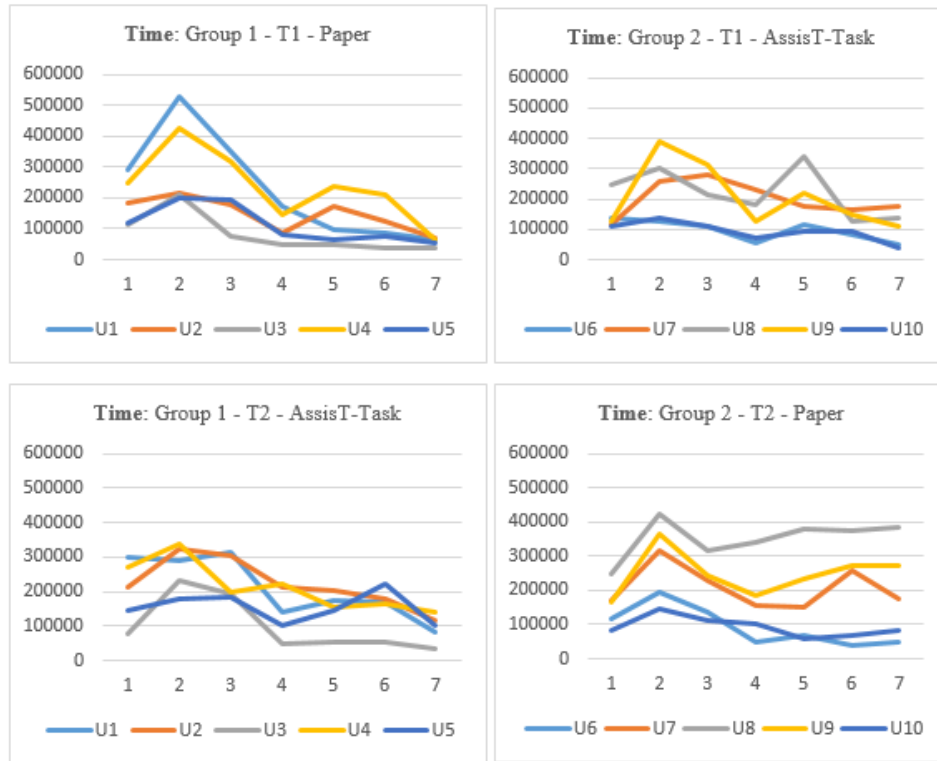 Time: Group 1 - T1 - Paper
600000
500000
400000
300000
200000
100000
0
1 2 3 4 5 6 7
U1 U2 U3 U4 U5
Time: Group 2 - T1 - AssisT-Task
600000
500000
400000
300000
200000
100000
0
1 2 3 4 5 6 7
U6 U7 U8 U9 U10
Time: Group 1 - T2 - AssisT-Task
600000
500000
400000
300000
200000
100000
0
1 2 3 4 5 6 7
U1 U2 U3 U4 U5
Time: Group 2 - T2 - Paper
600000
500000
400000
300000
200000
100000
0
1 2 3 4 5 6 7
U6 U7 U8 U9 U10